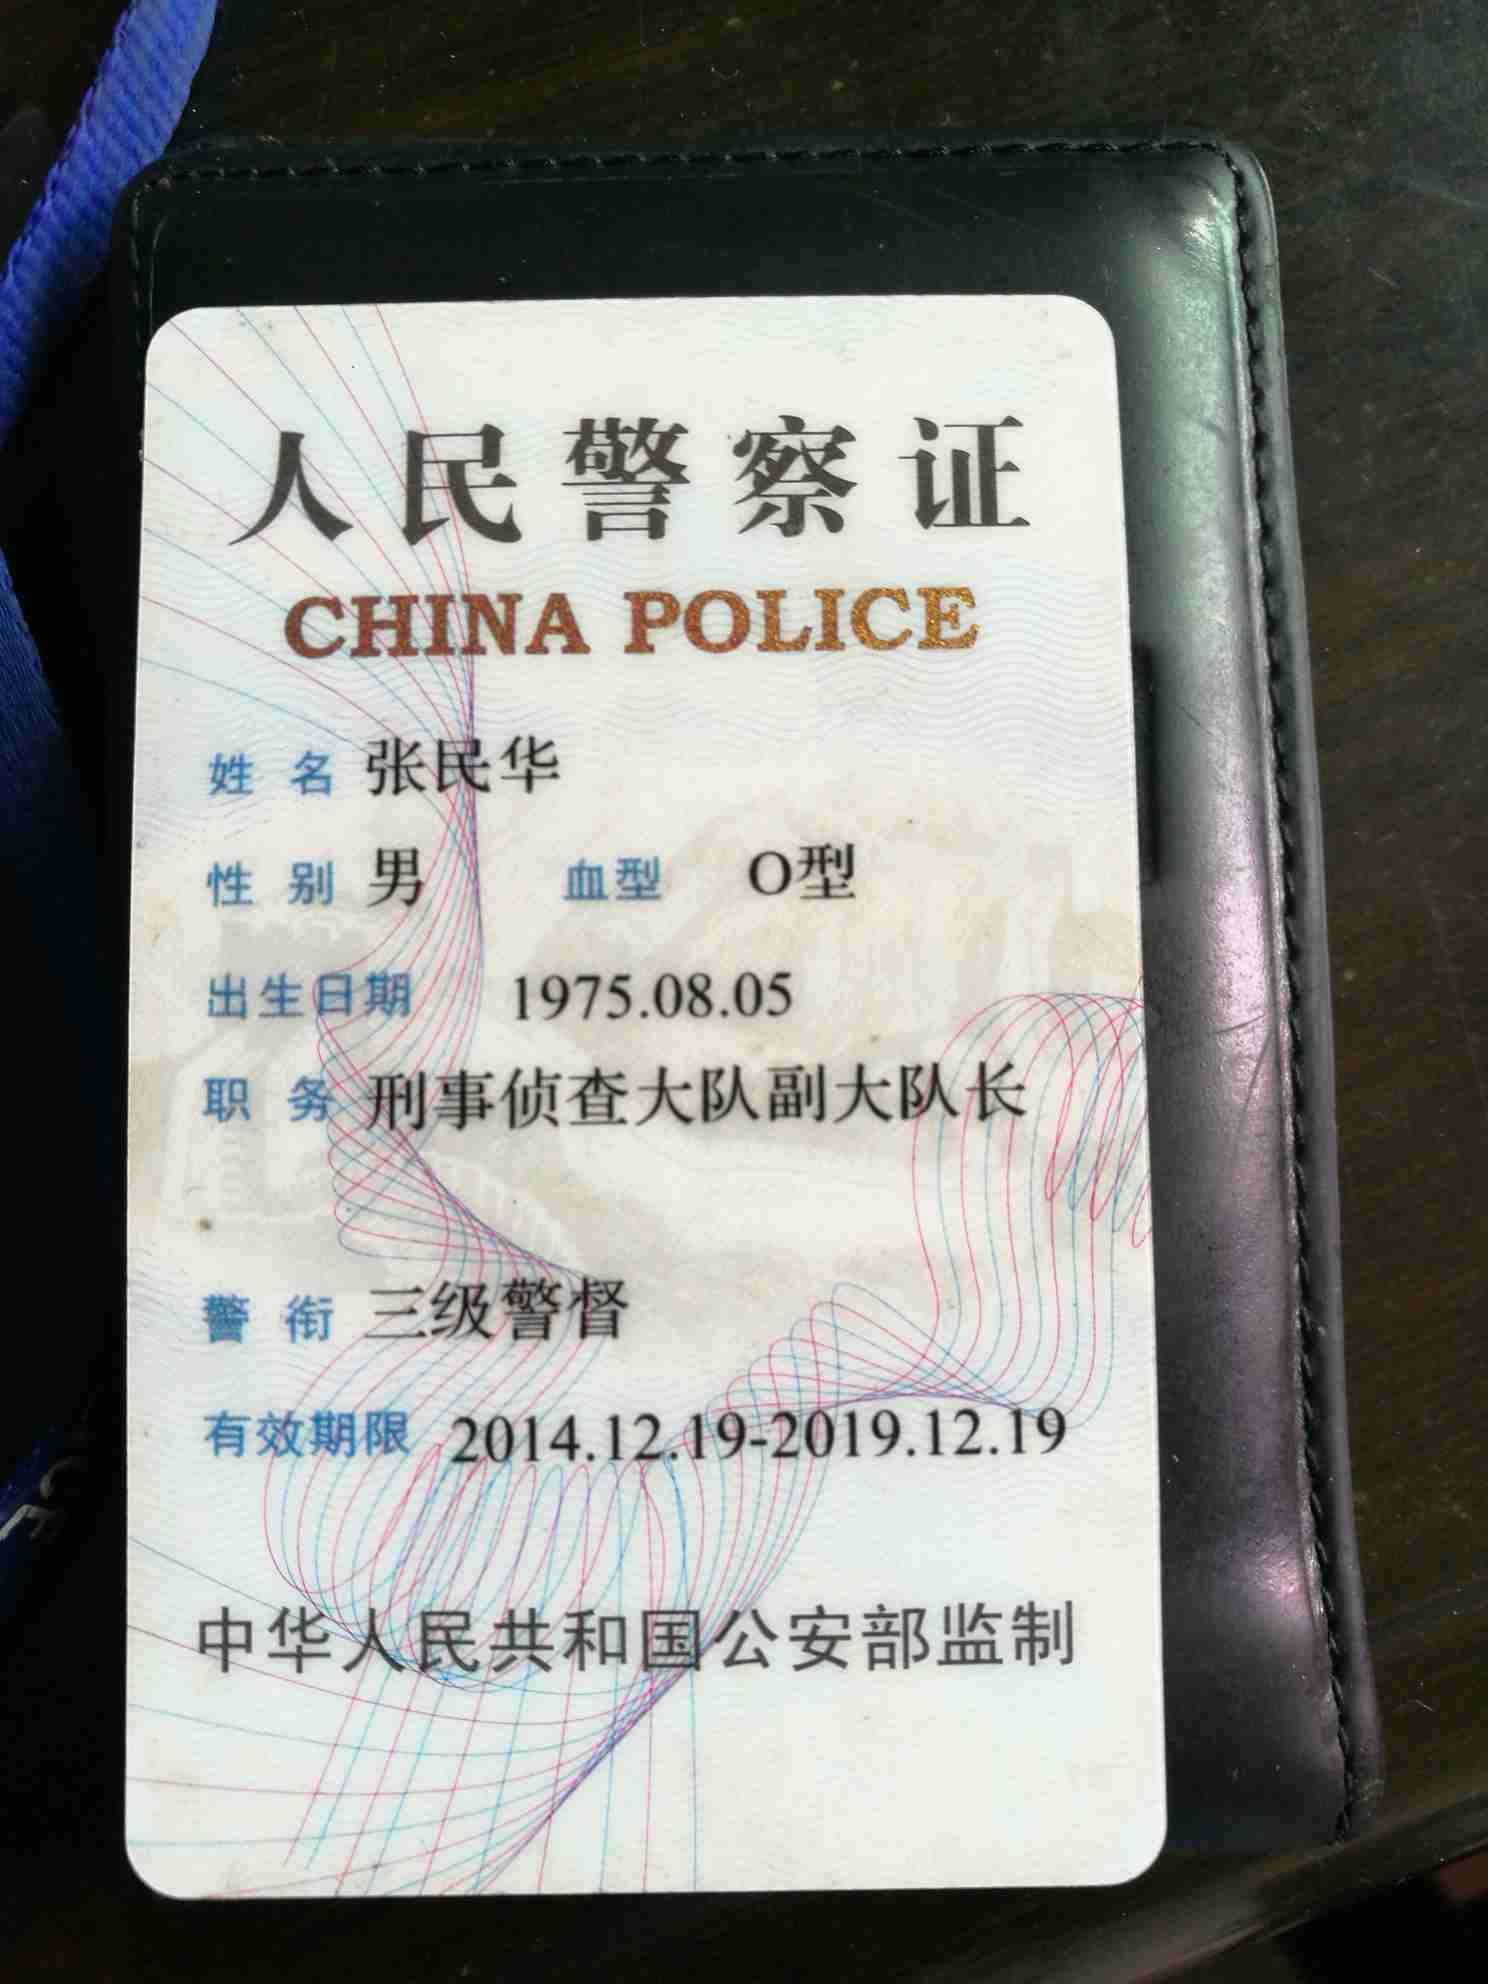 人民警察证
CHINA POLICE
姓 名 张民华
性 别 男 血型 O型
出生日期 1975.08.05
职 务 刑事侦查大队副大队长
警 衔 三级警督
有效期限 2014.12.19-2019.12.19
中华人民共和国公安部监制